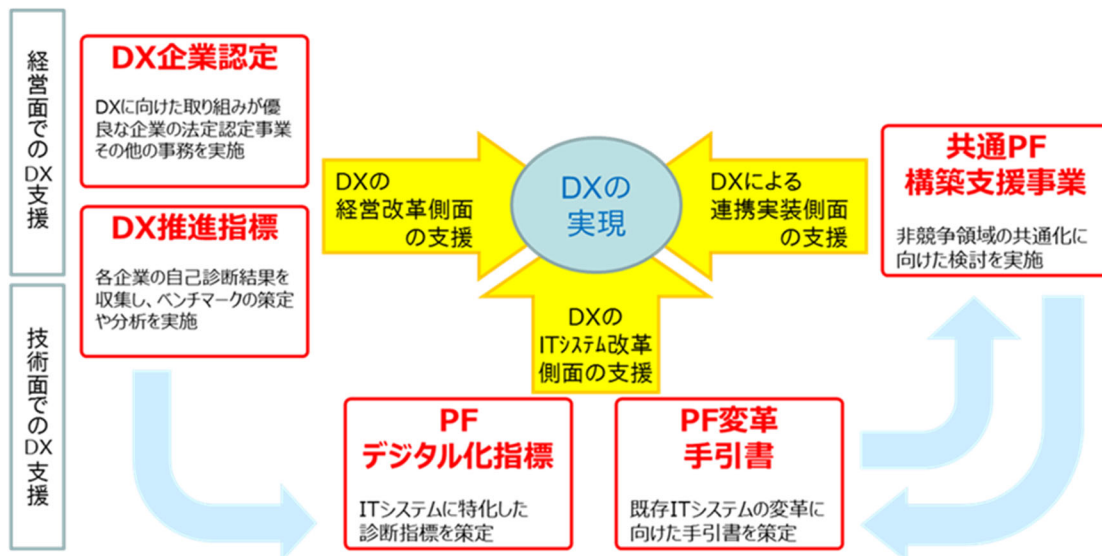 経営面でのDX支援
DX企業認定
DXに向けた取り組みが優
良な企業の法定認定事業
その他の事務を実施
DX推進指標
各企業の自己診断結果を
収集し、ベンチマークの策定
や分析を実施
技術面でのDX支援
DXの
経営改革側面
の支援
DXの
実現
DXによる
連携実装側面
の支援
DXの
ITシステム改革
側面の支援
共通PF
構築支援事業
非競争領域の共通化に
向けた検討を実施
PF
デジタル化指標
ITシステムに特化した
診断指標を策定
PF変革
手引書
既存ITシステムの変革に
向けた手引書を策定